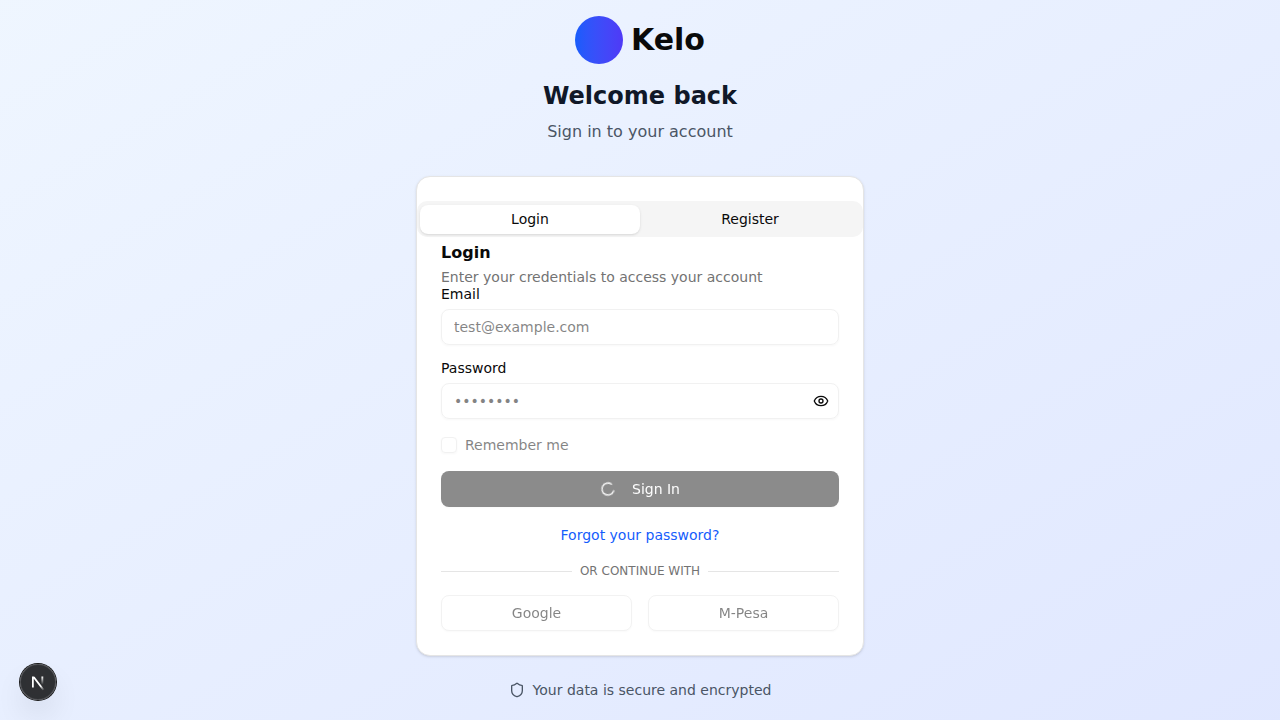 Kelo
Welcome back
Sign in to your account
Login Register
Login
Enter your credentials to access your account
Email
test@example.com
Password
••••••••
Remember me
Sign In
Forgot your password?
OR CONTINUE WITH
Google M-Pesa
N
Your data is secure and encrypted